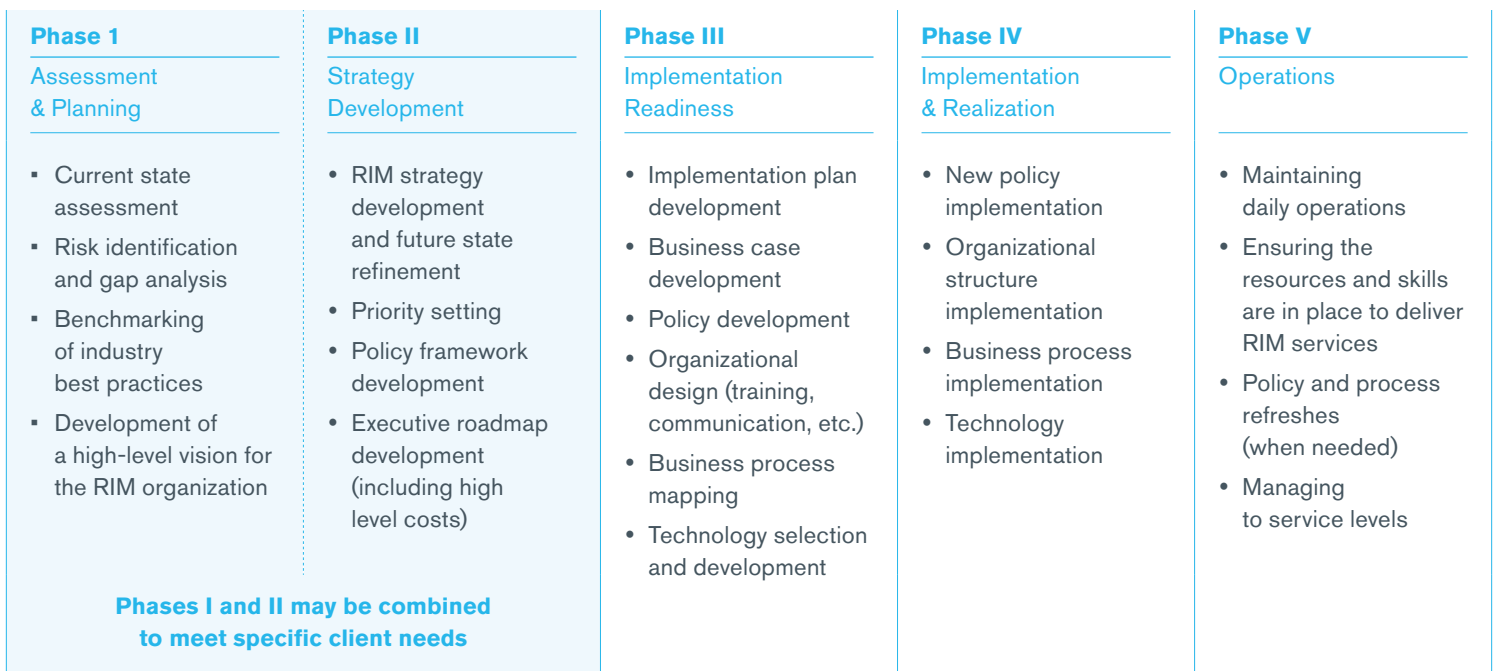 Phase 1
Assessment
& Planning
▪ Current state
assessment
▪ Risk identification
and gap analysis
▪ Benchmarking
of industry
best practices
▪ Development of
a high-level vision for
the RIM organization
Phase II
Strategy
Development
• RIM strategy
development
and future state
refinement
• Priority setting
• Policy framework
development
• Executive roadmap
development
(including high
level costs)
Phases I and II may be combined
to meet specific client needs
Phase III
Implementation
Readiness
• Implementation plan
development
• Business case
development
• Policy development
• Organizational
design (training,
communication, etc.)
• Business process
mapping
• Technology selection
and development
Phase IV
Implementation
& Realization
• New policy
implementation
• Organizational
structure
implementation
• Business process
implementation
• Technology
implementation
Phase V
Operations
• Maintaining
daily operations
• Ensuring the
resources and skills
are in place to deliver
RIM services
• Policy and process
refreshes
(when needed)
• Managing
to service levels